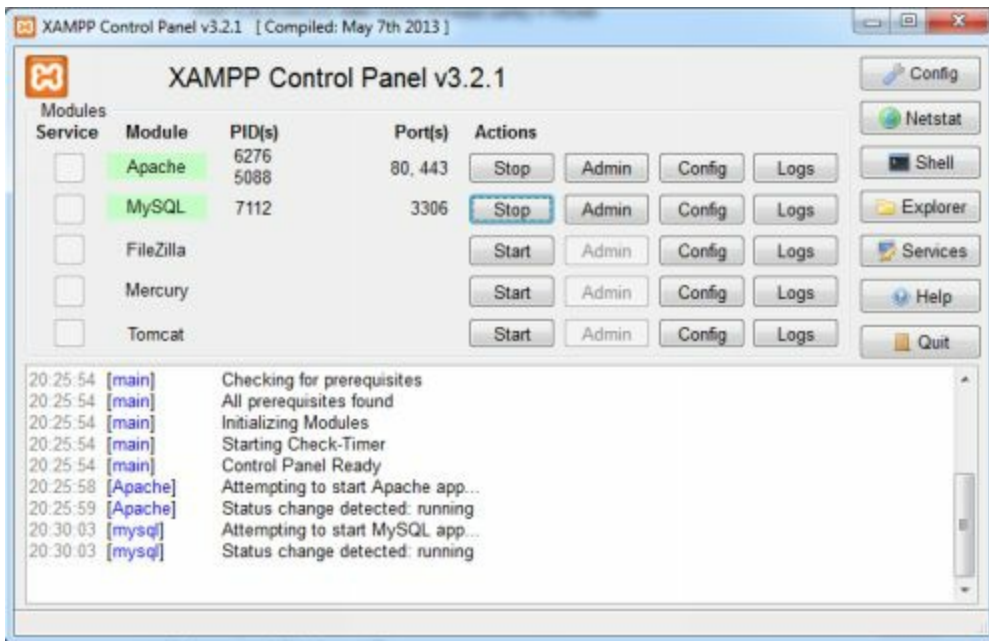 XAMPP Control Panel v3.2.1 [ Compiled: May 7th 2013 ]
XAMPP Control Panel v3.2.1
Config
Modules
Netstat
Service Module PID(s) Port(s) Actions
Apache 6276 5088 80, 443 Stop Admin Config Logs
Shell
MySQL 7112 3306 Stop Admin Config Logs
Explorer
FileZilla Start Admin Config Logs
Services
Mercury Start Admin Config Logs
Help
Tomcat Start Admin Config Logs
Quit
20:25:54 [main] Checking for prerequisites
20:25:54 [main] All prerequisites found
20:25:54 [main] Initializing Modules
20:25:54 [main] Starting Check-Timer
20:25:54 [main] Control Panel Ready
20:25:58 [Apache] Attempting to start Apache app...
20:25:59 [Apache] Status change detected: running
20:30:03 [mysql] Attempting to start MySQL app...
20:30:03 [mysql] Status change detected: running